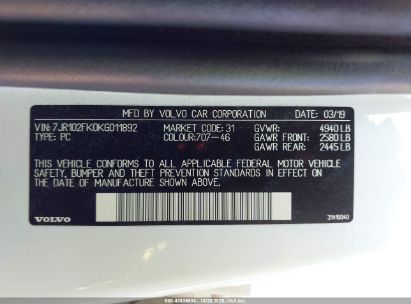 MFD BY VOLVO CAR CORPORATION DATE 03/19
VIN: 7JR102FK0KG011892 MARKET: 31 GVWR: 4940 LB
TYPE: PC COLOUR: 707-46 GAWR FRONT: 2580 LB
GAWR REAR: 2445 LB
THIS VEHICLE CONFORMS TO ALL APPLICABLE FEDERAL MOTOR VEHICLE
SAFETY, BUMPER, AND THEFT PREVENTION STANDARDS IN EFFECT ON THE
DATE OF MANUFACTURE SHOWN ABOVE.
VOLVO